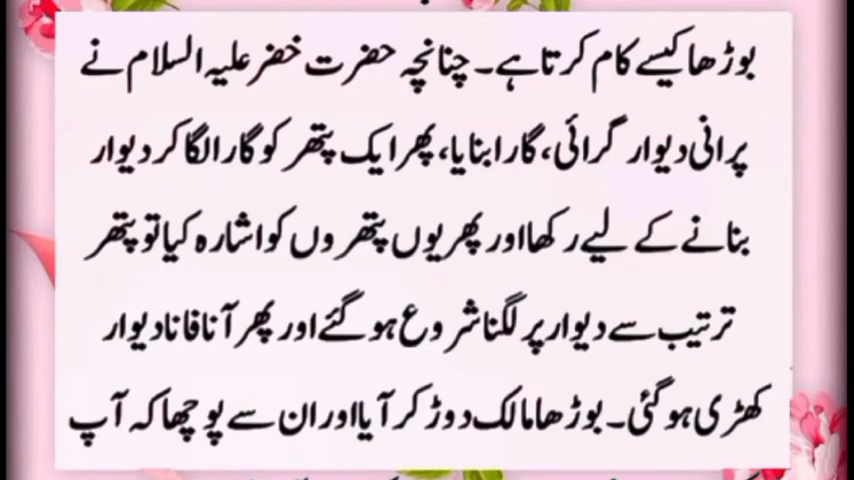 بوڑھا کیسے کام کرتا ہے۔ چنانچہ حضرت خضر علیہ السلام نے
پرانی دیوار گرائی، گارا بنایا، پھر ایک پتھر کو گارا لگا کر دیوار
بنانے کے لیے رکھا اور پھر یوں پتھروں کو اشارہ کیا تو پتھر
ترتیب سے دیوار پر لگنا شروع ہو گئے اور پھر آنا فانا دیوار
کھڑی ہو گئی۔ بوڑھا مالک دوڑ کر آیا اور ان سے پوچھا کہ آپ